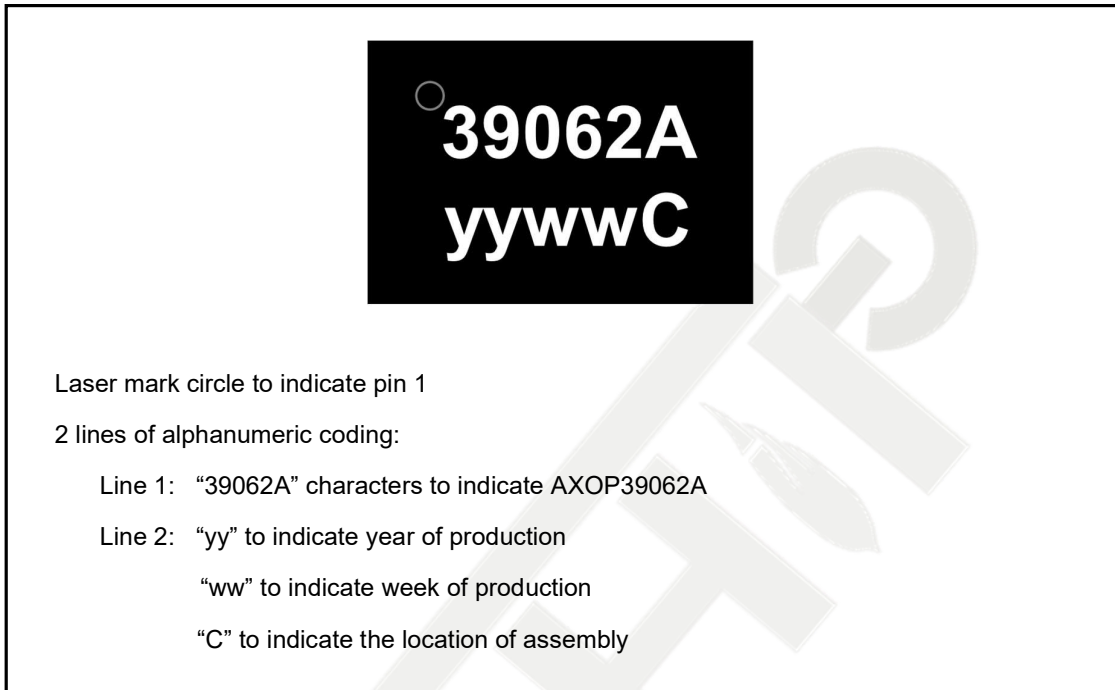 39062A
yywwC
Laser mark circle to indicate pin 1
2 lines of alphanumeric coding:
Line 1: “39062A” characters to indicate AXOP39062A
Line 2: “yy” to indicate year of production
“ww” to indicate week of production
“C” to indicate the location of assembly